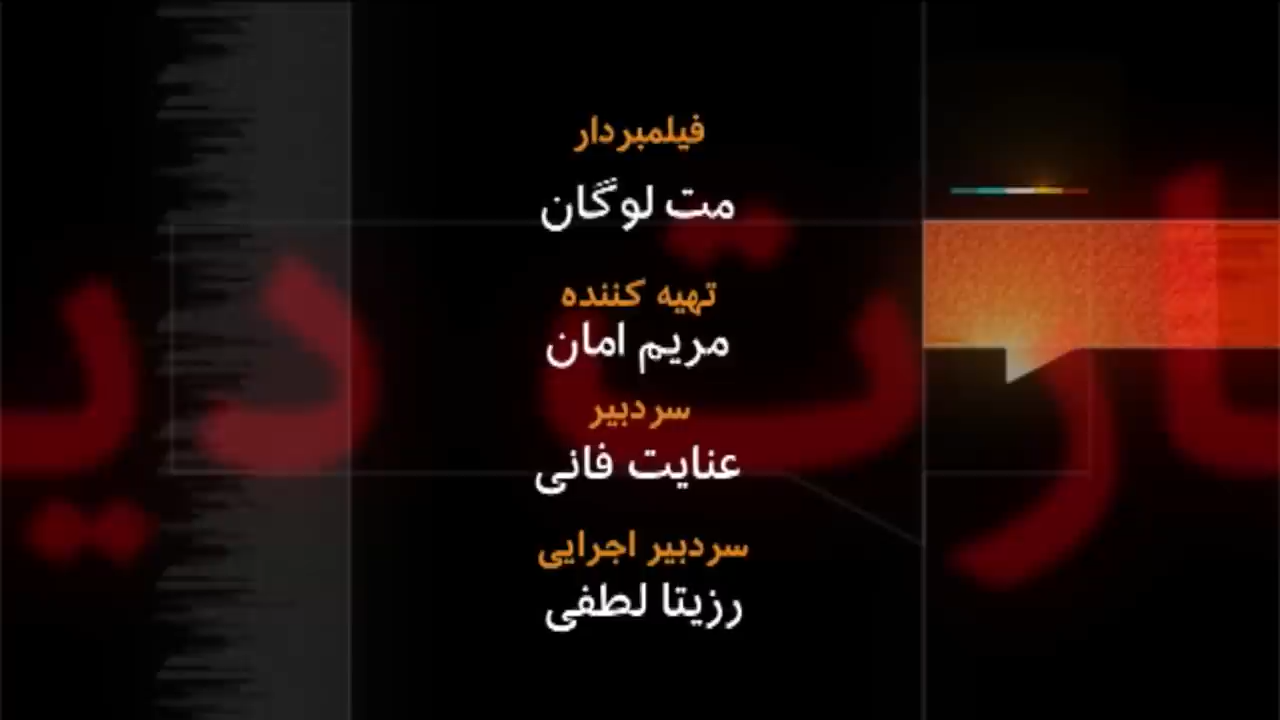 فیلمبردار
مت لوگان
تهیه کننده
مریم امان
سردبیر
عنایت فانی
سردبیر اجرایی
رزیتا لطفی